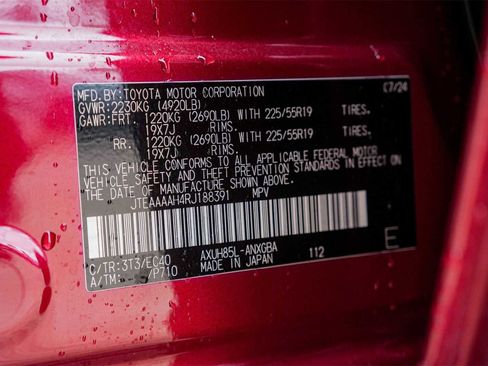 MFD.BY:TOYOTA MOTOR CORPORATION 07/24
GVWR:2230KG (4920LB)
GAWR:FRT. 1220KG (2690LB) WITH 225/55R19 TIRES.
19X7J RIMS.
RR. 1220KG (2690LB) WITH 225/55R19 TIRES.
19X7J RIMS.
THIS VEHICLE CONFORMS TO ALL APPLICABLE FEDERAL MOTOR
VEHICLE SAFETY AND THEFT PREVENTION STANDARDS IN EFFECT ON
THE DATE OF MANUFACTURE SHOWN ABOVE.
JTEAAAAH4RJ188391 MPV
C/TR:3T3/EC40 AXUH85L-ANXGBA
A/TM: /P710 MADE IN JAPAN 112 E